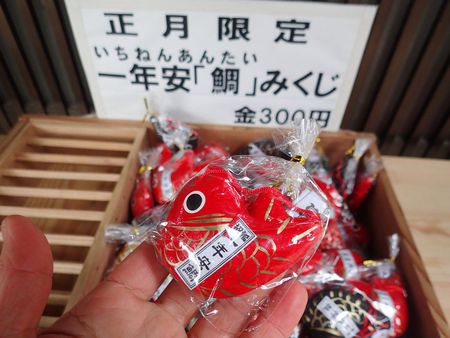 正月限定
いちねんあんたい
一年安「鯛」みくじ
金300円
一年安鯛